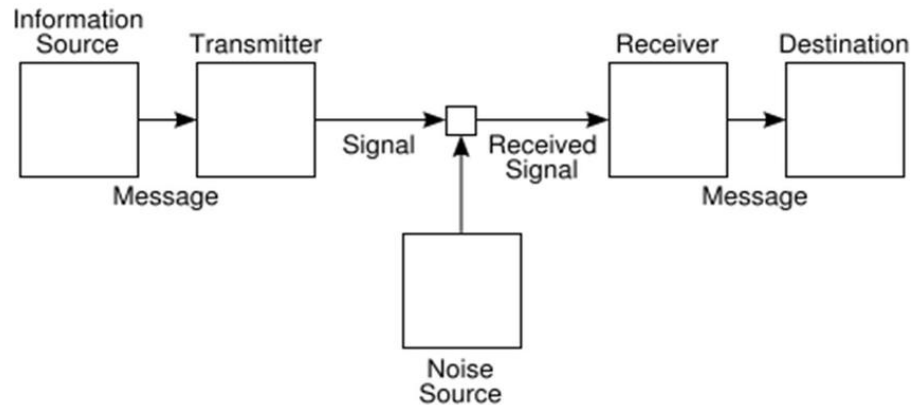 Information
Source
Transmitter
Receiver
Destination
Signal
Received
Signal
Message
Message
Noise
Source